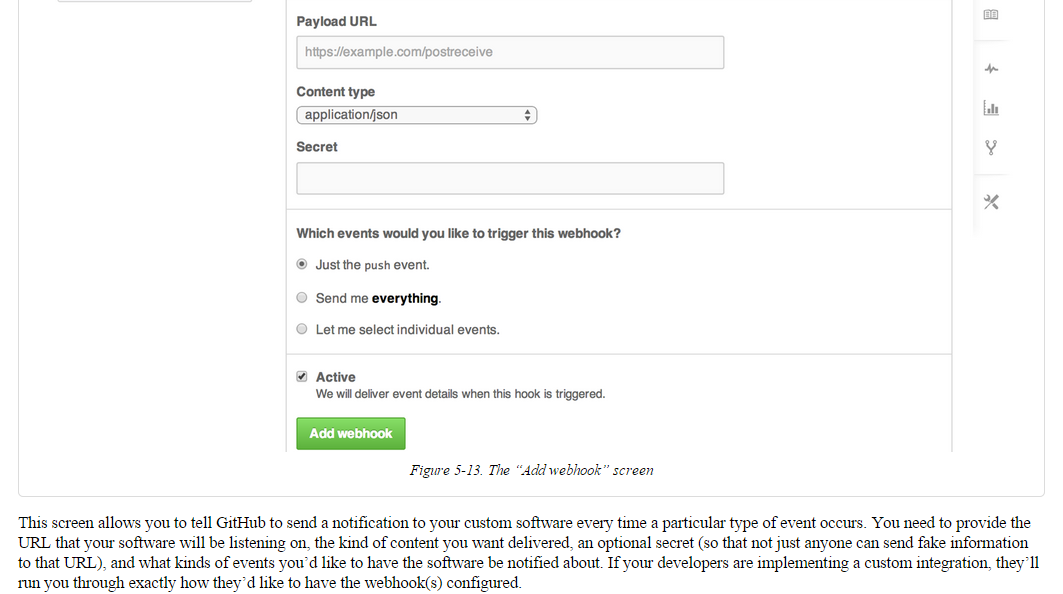 Payload URL
https://example.com/postreceive
Content type
application/json
Secret
Which events would you like to trigger this webhook?
Just the push event.
Send me everything.
Let me select individual events.
Active
We will deliver event details when this hook is triggered.
Add webhook
Figure 5-13. The “Add webhook” screen
This screen allows you to tell GitHub to send a notification to your custom software every time a particular type of event occurs. You need to provide the
URL that your software will be listening on, the kind of content you want delivered, an optional secret (so that not just anyone can send fake information
to that URL), and what kinds of events you’d like to have the software be notified about. If your developers are implementing a custom integration, they’ll
run you through exactly how they’d like to have the webhook(s) configured.